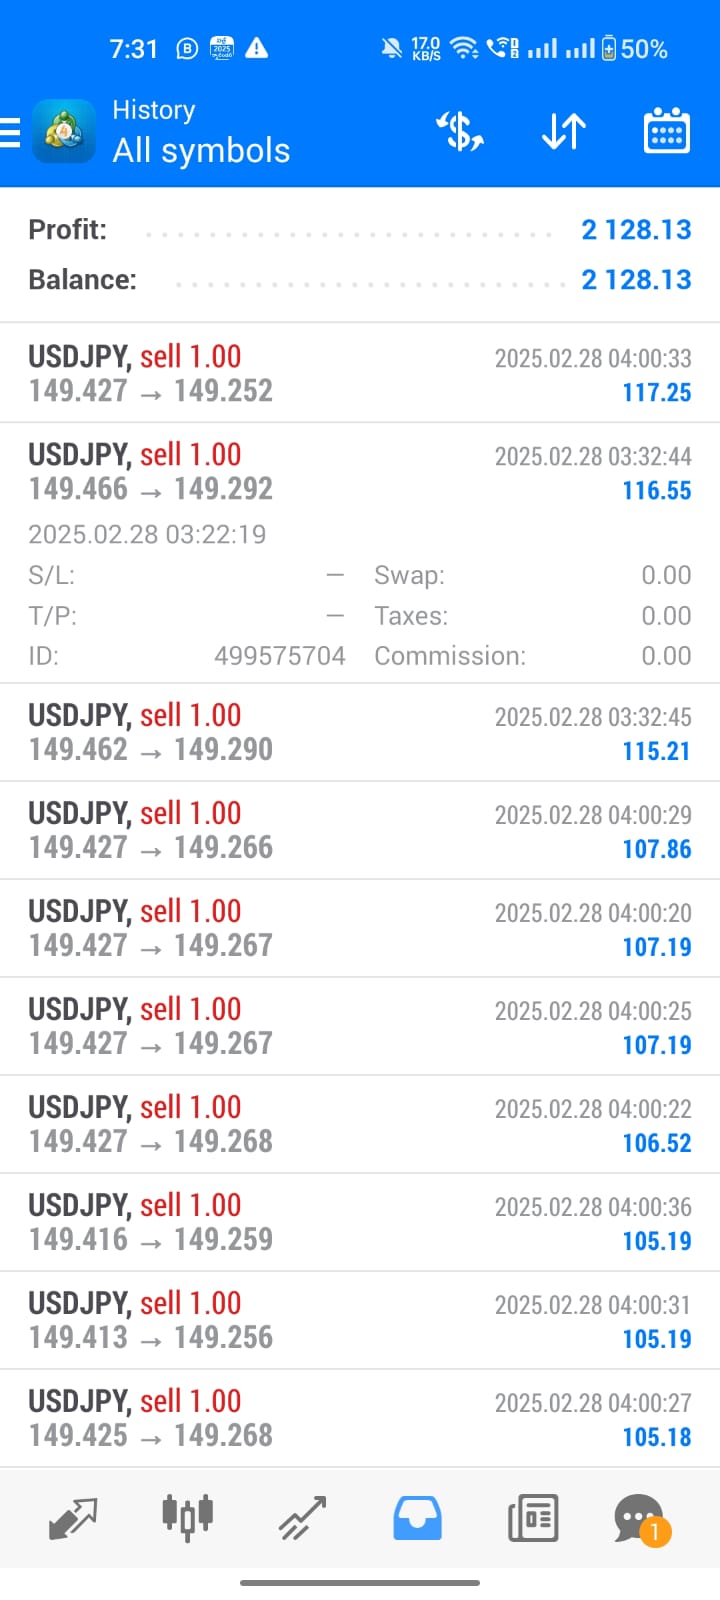 7:31 17.0 KB/S 50%
History
All symbols
Profit: 2 128.13
Balance: 2 128.13
USDJPY, sell 1.00 2025.02.28 04:00:33
149.427 → 149.252 117.25
USDJPY, sell 1.00 2025.02.28 03:32:44
149.466 → 149.292 116.55
2025.02.28 03:22:19
S/L: — Swap: 0.00
T/P: — Taxes: 0.00
ID: 499575704 Commission: 0.00
USDJPY, sell 1.00 2025.02.28 03:32:45
149.462 → 149.290 115.21
USDJPY, sell 1.00 2025.02.28 04:00:29
149.427 → 149.266 107.86
USDJPY, sell 1.00 2025.02.28 04:00:20
149.427 → 149.267 107.19
USDJPY, sell 1.00 2025.02.28 04:00:25
149.427 → 149.267 107.19
USDJPY, sell 1.00 2025.02.28 04:00:22
149.427 → 149.268 106.52
USDJPY, sell 1.00 2025.02.28 04:00:36
149.416 → 149.259 105.19
USDJPY, sell 1.00 2025.02.28 04:00:31
149.413 → 149.256 105.19
USDJPY, sell 1.00 2025.02.28 04:00:27
149.425 → 149.268 105.18
1